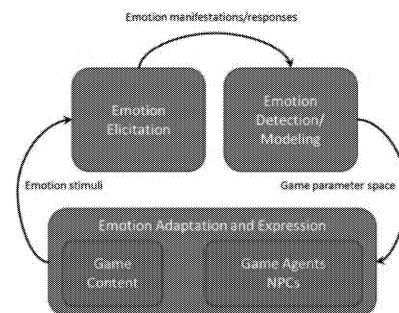 Emotion manifestations/responses
Emotion
Elicitation
Emotion
Detection/
Modeling
Emotion stimuli
Game parameter space
Emotion Adaptation and Expression
Game
Content
Game Agents
NPCs